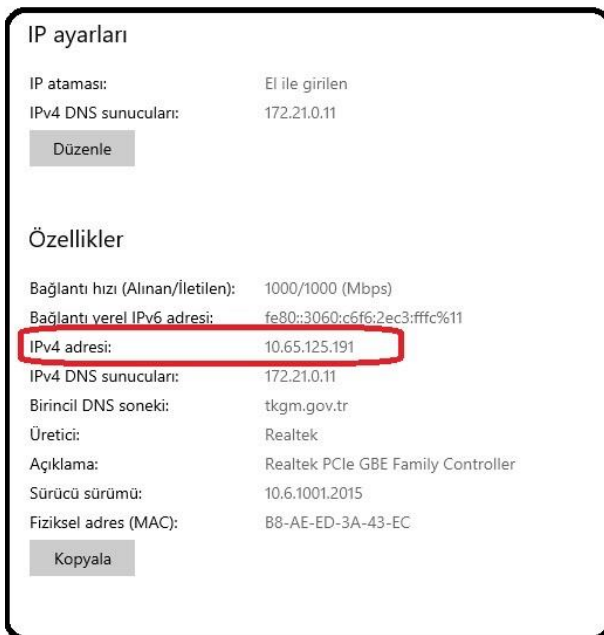 IP ayarları
IP ataması: El ile girilen
IPv4 DNS sunucuları: 172.21.0.11
Düzenle
Özellikler
Bağlantı hızı (Alınan/İletilen): 1000/1000 (Mbps)
Bağlantı yerel IPv6 adresi: fe80::3060:c6f6:2ec3:fffc%11
IPv4 adresi: 10.65.125.191
IPv4 DNS sunucuları: 172.21.0.11
Birincil DNS soneki: tkgm.gov.tr
Üretici: Realtek
Açıklama: Realtek PCIe GBE Family Controller
Sürücü sürümü: 10.6.1001.2015
Fiziksel adres (MAC): B8-AE-ED-3A-43-EC
Kopyala